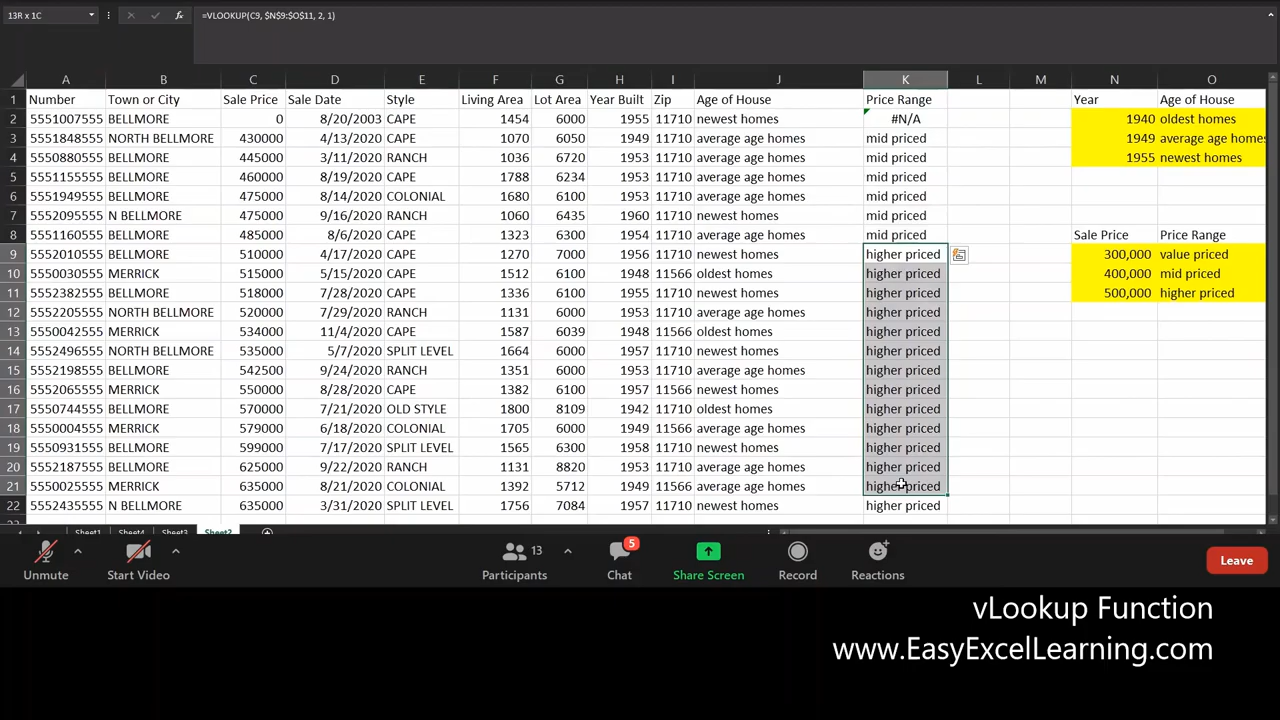 13R x 1C
fx
=VLOOKUP(C9, $N$9:$O$11, 2, 1)
A B C D E F G H I J K L M N O
1 Number Town or City Sale Price Sale Date Style Living Area Lot Area Year Built Zip Age of House Price Range Year Age of House
2 5551007555 BELLMORE 0 8/20/2003 CAPE 1454 6000 1955 11710 newest homes #N/A 1940 oldest homes
3 5551848555 NORTH BELLMORE 430000 4/13/2020 CAPE 1070 6050 1949 11710 average age homes mid priced 1949 average age homes
4 5550880555 BELLMORE 445000 3/11/2020 RANCH 1036 6720 1953 11710 average age homes mid priced 1955 newest homes
5 5551155555 BELLMORE 460000 8/19/2020 CAPE 1788 6234 1953 11710 average age homes mid priced
6 5551949555 BELLMORE 475000 8/14/2020 COLONIAL 1680 6100 1953 11710 average age homes mid priced
7 5552095555 N BELLMORE 475000 9/16/2020 RANCH 1060 6435 1960 11710 newest homes mid priced
8 5551160555 BELLMORE 485000 8/6/2020 CAPE 1323 6300 1954 11710 average age homes mid priced Sale Price Price Range
9 5552010555 BELLMORE 510000 4/17/2020 CAPE 1270 7000 1956 11710 newest homes higher priced 300,000 value priced
10 5550030555 MERRICK 515000 5/15/2020 CAPE 1512 6100 1948 11566 oldest homes higher priced 400,000 mid priced
11 5552382555 BELLMORE 518000 7/28/2020 CAPE 1336 6100 1955 11710 newest homes higher priced 500,000 higher priced
12 5552205555 NORTH BELLMORE 520000 7/29/2020 RANCH 1131 6000 1953 11710 average age homes higher priced
13 5550042555 MERRICK 534000 11/4/2020 CAPE 1587 6039 1948 11566 oldest homes higher priced
14 5552496555 NORTH BELLMORE 535000 5/7/2020 SPLIT LEVEL 1664 6000 1957 11710 newest homes higher priced
15 5552198555 BELLMORE 542500 9/24/2020 RANCH 1351 6000 1953 11710 average age homes higher priced
16 5552065555 MERRICK 550000 8/28/2020 CAPE 1382 6100 1957 11566 newest homes higher priced
17 5550744555 BELLMORE 570000 7/21/2020 OLD STYLE 1800 8109 1942 11710 oldest homes higher priced
18 5550004555 MERRICK 579000 6/18/2020 COLONIAL 1705 6000 1949 11566 average age homes higher priced
19 5550931555 BELLMORE 599000 7/17/2020 SPLIT LEVEL 1565 6300 1958 11710 newest homes higher priced
20 5552187555 BELLMORE 625000 9/22/2020 RANCH 1131 8820 1953 11710 average age homes higher priced
21 5550025555 MERRICK 635000 8/21/2020 COLONIAL 1392 5712 1949 11566 average age homes higher priced
22 5552435555 N BELLMORE 635000 3/31/2020 SPLIT LEVEL 1756 7084 1957 11710 newest homes higher priced
Sheet1 Sheet4 Sheet3 Sheet2
13 5
Unmute Start Video Participants Chat Share Screen Record Reactions Leave
vLookup Function
www.EasyExcelLearning.com